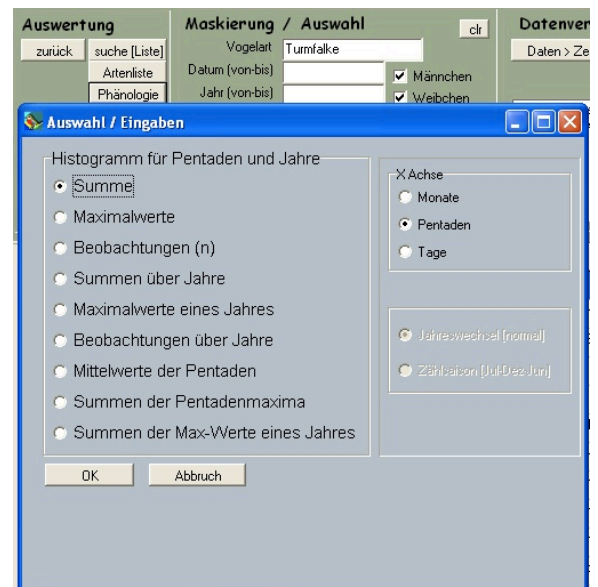 Auswertung
Maskierung / Auswahl
clr
Datenver
zurück
suche [Liste]
Vogelart
Turmfalke
Daten > Ze
Artenliste
Datum (von-bis)
Männchen
Phänologie
Jahr (von-bis)
Weibchen
Auswahl / Eingaben
Histogramm für Pentaden und Jahre
Summe
Maximalwerte
Beobachtungen (n)
Summen über Jahre
Maximalwerte eines Jahres
Beobachtungen über Jahre
Mittelwerte der Pentaden
Summen der Pentadenmaxima
Summen der Max-Werte eines Jahres
X Achse
Monate
Pentaden
Tage
Jahreswechsel [normal]
Zählsaison [Jul-Dez-Jun]
OK
Abbruch